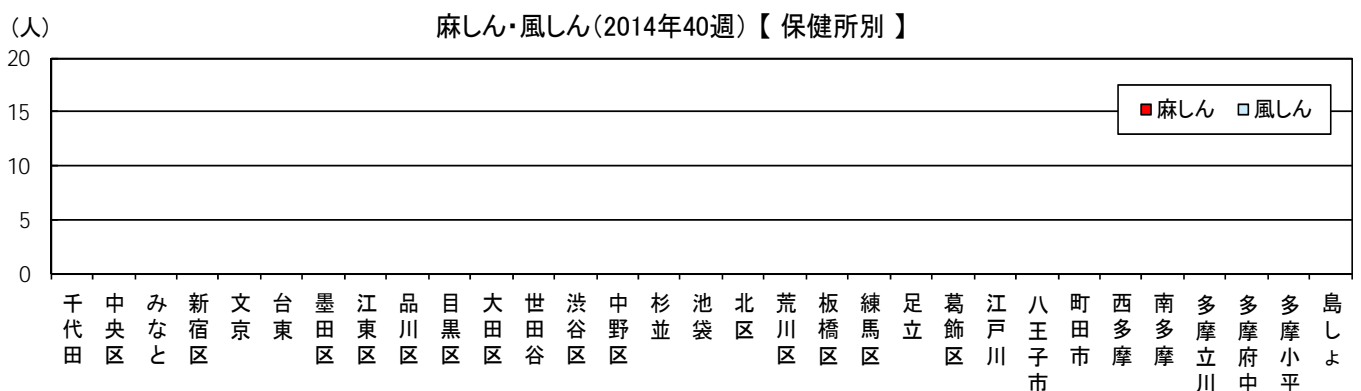 (人)
麻しん・風しん(2014年40週)【 保健所別 】
20
15
10
5
0
■麻しん □風しん
千代田
中央区
みなと
新宿区
文京
台東
墨田区
江東区
品川区
目黒区
大田区
世田谷
渋谷区
中野区
杉並
池袋
北区
荒川区
板橋区
練馬区
足立
葛飾区
江戸川
八王子市
町田市
西多摩
南多摩
多摩立川
多摩府中
多摩小平
島しょ